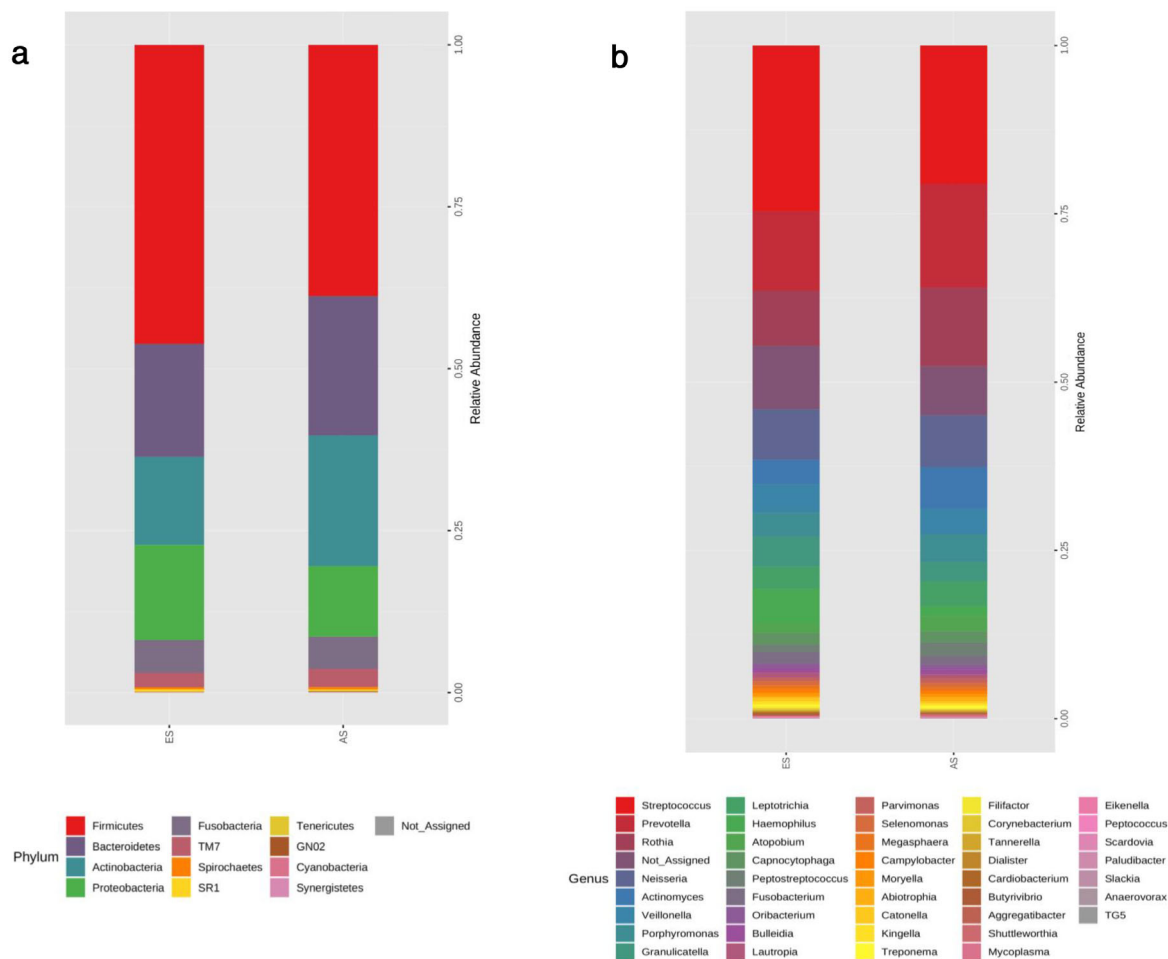 a
1.00
0.75
0.50
0.25
0.00
Relative Abundance
ES
AS
Phylum
Firmicutes
Bacteroidetes
Actinobacteria
Proteobacteria
Fusobacteria
TM7
Spirochaetes
SR1
Tenericutes
GN02
Cyanobacteria
Synergistetes
Not_Assigned
b
1.00
0.75
0.50
0.25
0.00
Relative Abundance
ES
AS
Genus
Streptococcus
Prevotella
Rothia
Not_Assigned
Neisseria
Actinomyces
Veillonella
Porphyromonas
Granulicatella
Leptotrichia
Haemophilus
Atopobium
Capnocytophaga
Peptostreptococcus
Fusobacterium
Oribacterium
Bulleidia
Lautropia
Parvimonas
Selenomonas
Megasphaera
Campylobacter
Moryella
Abiotrophia
Catonella
Kingella
Treponema
Filifactor
Corynebacterium
Tannerella
Dialister
Cardiobacterium
Butyrivibrio
Aggregatibacter
Shuttleworthia
Mycoplasma
Eikenella
Peptococcus
Scardovia
Paludibacter
Slackia
Anaerovorax
TG5